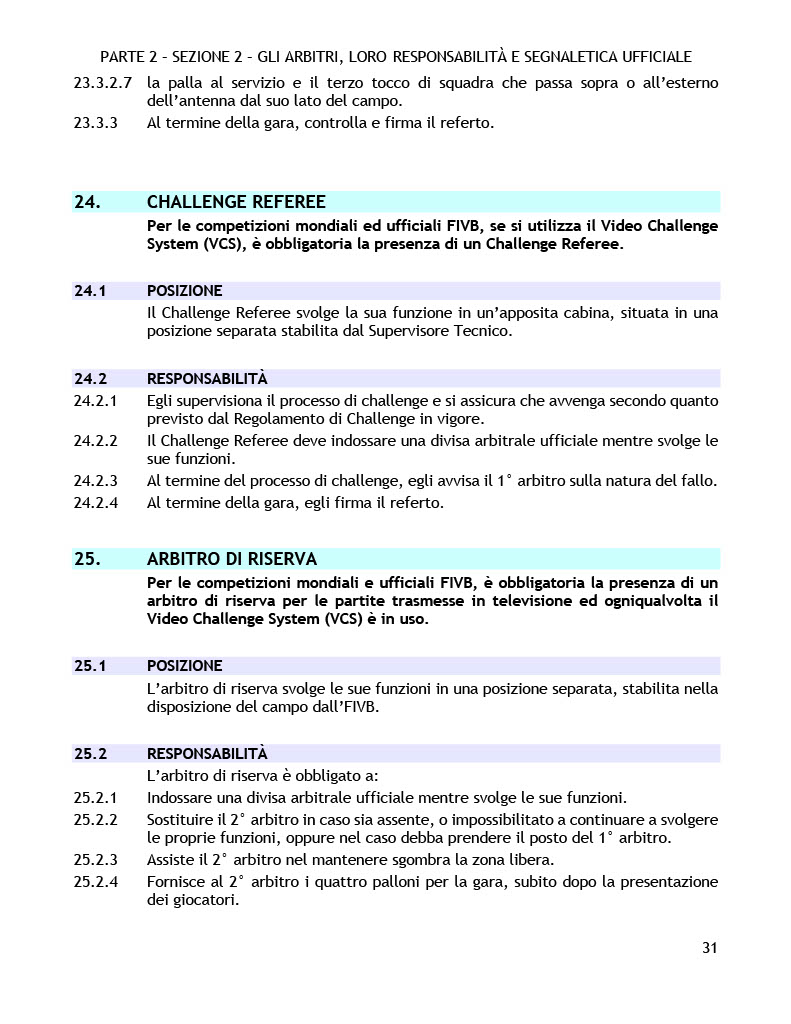 PARTE 2 – SEZIONE 2 – GLI ARBITRI, LORO RESPONSABILITÀ E SEGNALETICA UFFICIALE
23.3.2.7 la palla al servizio e il terzo tocco di squadra che passa sopra o all’esterno
dell’antenna dal suo lato del campo.
23.3.3 Al termine della gara, controlla e firma il referto.
24. CHALLENGE REFEREE
Per le competizioni mondiali ed ufficiali FIVB, se si utilizza il Video Challenge
System (VCS), è obbligatoria la presenza di un Challenge Referee.
24.1 POSIZIONE
Il Challenge Referee svolge la sua funzione in un’apposita cabina, situata in una
posizione separata stabilita dal Supervisore Tecnico.
24.2 RESPONSABILITÀ
24.2.1 Egli supervisiona il processo di challenge e si assicura che avvenga secondo quanto
previsto dal Regolamento di Challenge in vigore.
24.2.2 Il Challenge Referee deve indossare una divisa arbitrale ufficiale mentre svolge le
sue funzioni.
24.2.3 Al termine del processo di challenge, egli avvisa il 1° arbitro sulla natura del fallo.
24.2.4 Al termine della gara, egli firma il referto.
25. ARBITRO DI RISERVA
Per le competizioni mondiali e ufficiali FIVB, è obbligatoria la presenza di un
arbitro di riserva per le partite trasmesse in televisione ed ogniqualvolta il
Video Challenge System (VCS) è in uso.
25.1 POSIZIONE
L’arbitro di riserva svolge le sue funzioni in una posizione separata, stabilita nella
disposizione del campo dall’FIVB.
25.2 RESPONSABILITÀ
L’arbitro di riserva è obbligato a:
25.2.1 Indossare una divisa arbitrale ufficiale mentre svolge le sue funzioni.
25.2.2 Sostituire il 2° arbitro in caso sia assente, o impossibilitato a continuare a svolgere
le proprie funzioni, oppure nel caso debba prendere il posto del 1° arbitro.
25.2.3 Assiste il 2° arbitro nel mantenere sgombra la zona libera.
25.2.4 Fornisce al 2° arbitro i quattro palloni per la gara, subito dopo la presentazione
dei giocatori.
31